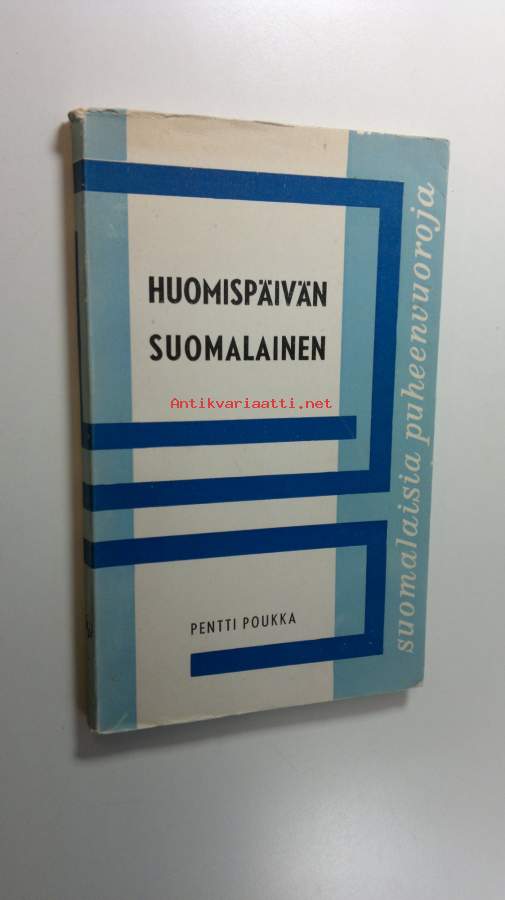 HUOMISPÄIVÄN
SUOMALAINEN
Antikvariaatti.net
PENTTI POUKKA
suomalaisia puheenvuoroja